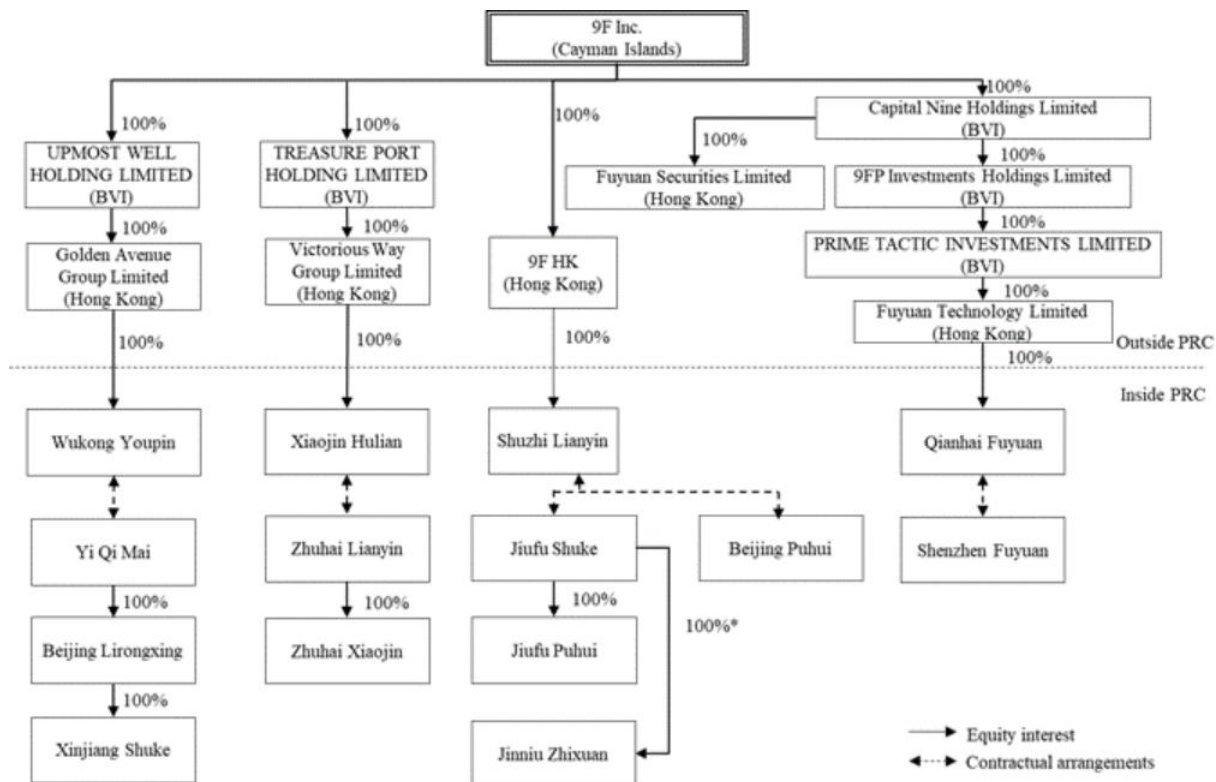 9F Inc.
(Cayman Islands)
100%
100%
100%
100%
UPMOST WELL
HOLDING LIMITED
(BVI)
TREASURE PORT
HOLDING LIMITED
(BVI)
Capital Nine Holdings Limited
(BVI)
100%
100%
Fuyuan Securities Limited
(Hong Kong)
9FP Investments Holdings Limited
(BVI)
100%
100%
100%
Golden Avenue
Group Limited
(Hong Kong)
Victorious Way
Group Limited
(Hong Kong)
9F HK
(Hong Kong)
PRIME TACTIC INVESTMENTS LIMITED
(BVI)
100%
Fuyuan Technology Limited
(Hong Kong)
100%
100%
100%
100%
Outside PRC
Inside PRC
Wukong Youpin
Xiaojin Hulian
Shuzhi Lianyin
Qianhai Fuyuan
Yi Qi Mai
Zhuhai Lianyin
Jiufu Shuke
Beijing Puhui
Shenzhen Fuyuan
100%
100%
100%
100%*
Beijing Lirongxing
Zhuhai Xiaojin
Jiufu Puhui
100%
Xinjiang Shuke
Jinniu Zhixuan
Equity interest
Contractual arrangements